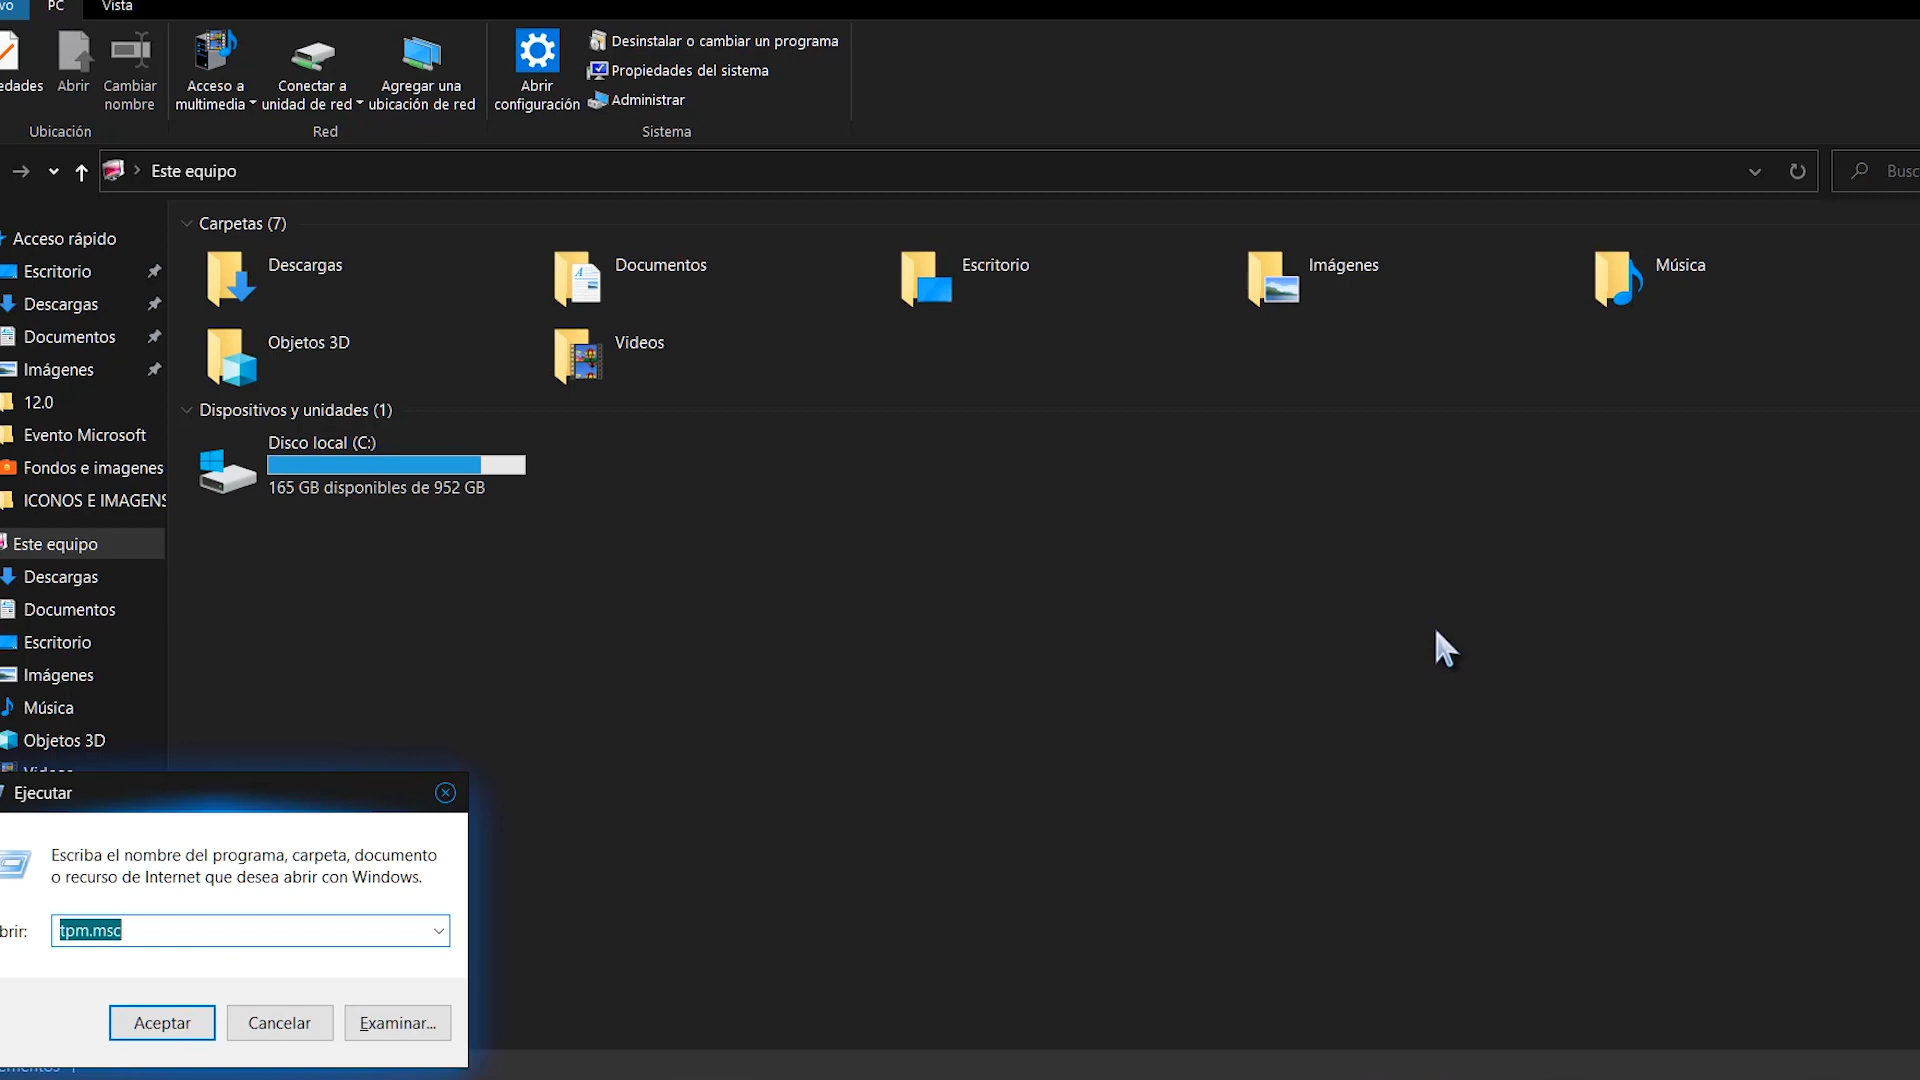 vo
PC
Vista
edades
Abrir
Cambiar
nombre
Ubicación
Acceso a
multimedia
Conectar a
unidad de red
Agregar una
ubicación de red
Red
Abrir
configuración
Desinstalar o cambiar un programa
Propiedades del sistema
Administrar
Sistema
Este equipo
Busc
Acceso rápido
Escritorio
Descargas
Documentos
Imágenes
12.0
Evento Microsoft
Fondos e imagenes
ICONOS E IMAGENS
Este equipo
Descargas
Documentos
Escritorio
Imágenes
Música
Objetos 3D
Videos
Carpetas (7)
Descargas
Documentos
Escritorio
Imágenes
Música
Objetos 3D
Videos
Dispositivos y unidades (1)
Disco local (C:)
165 GB disponibles de 952 GB
Ejecutar
Escriba el nombre del programa, carpeta, documento
o recurso de Internet que desea abrir con Windows.
brir:
tpm.msc
Aceptar
Cancelar
Examinar...